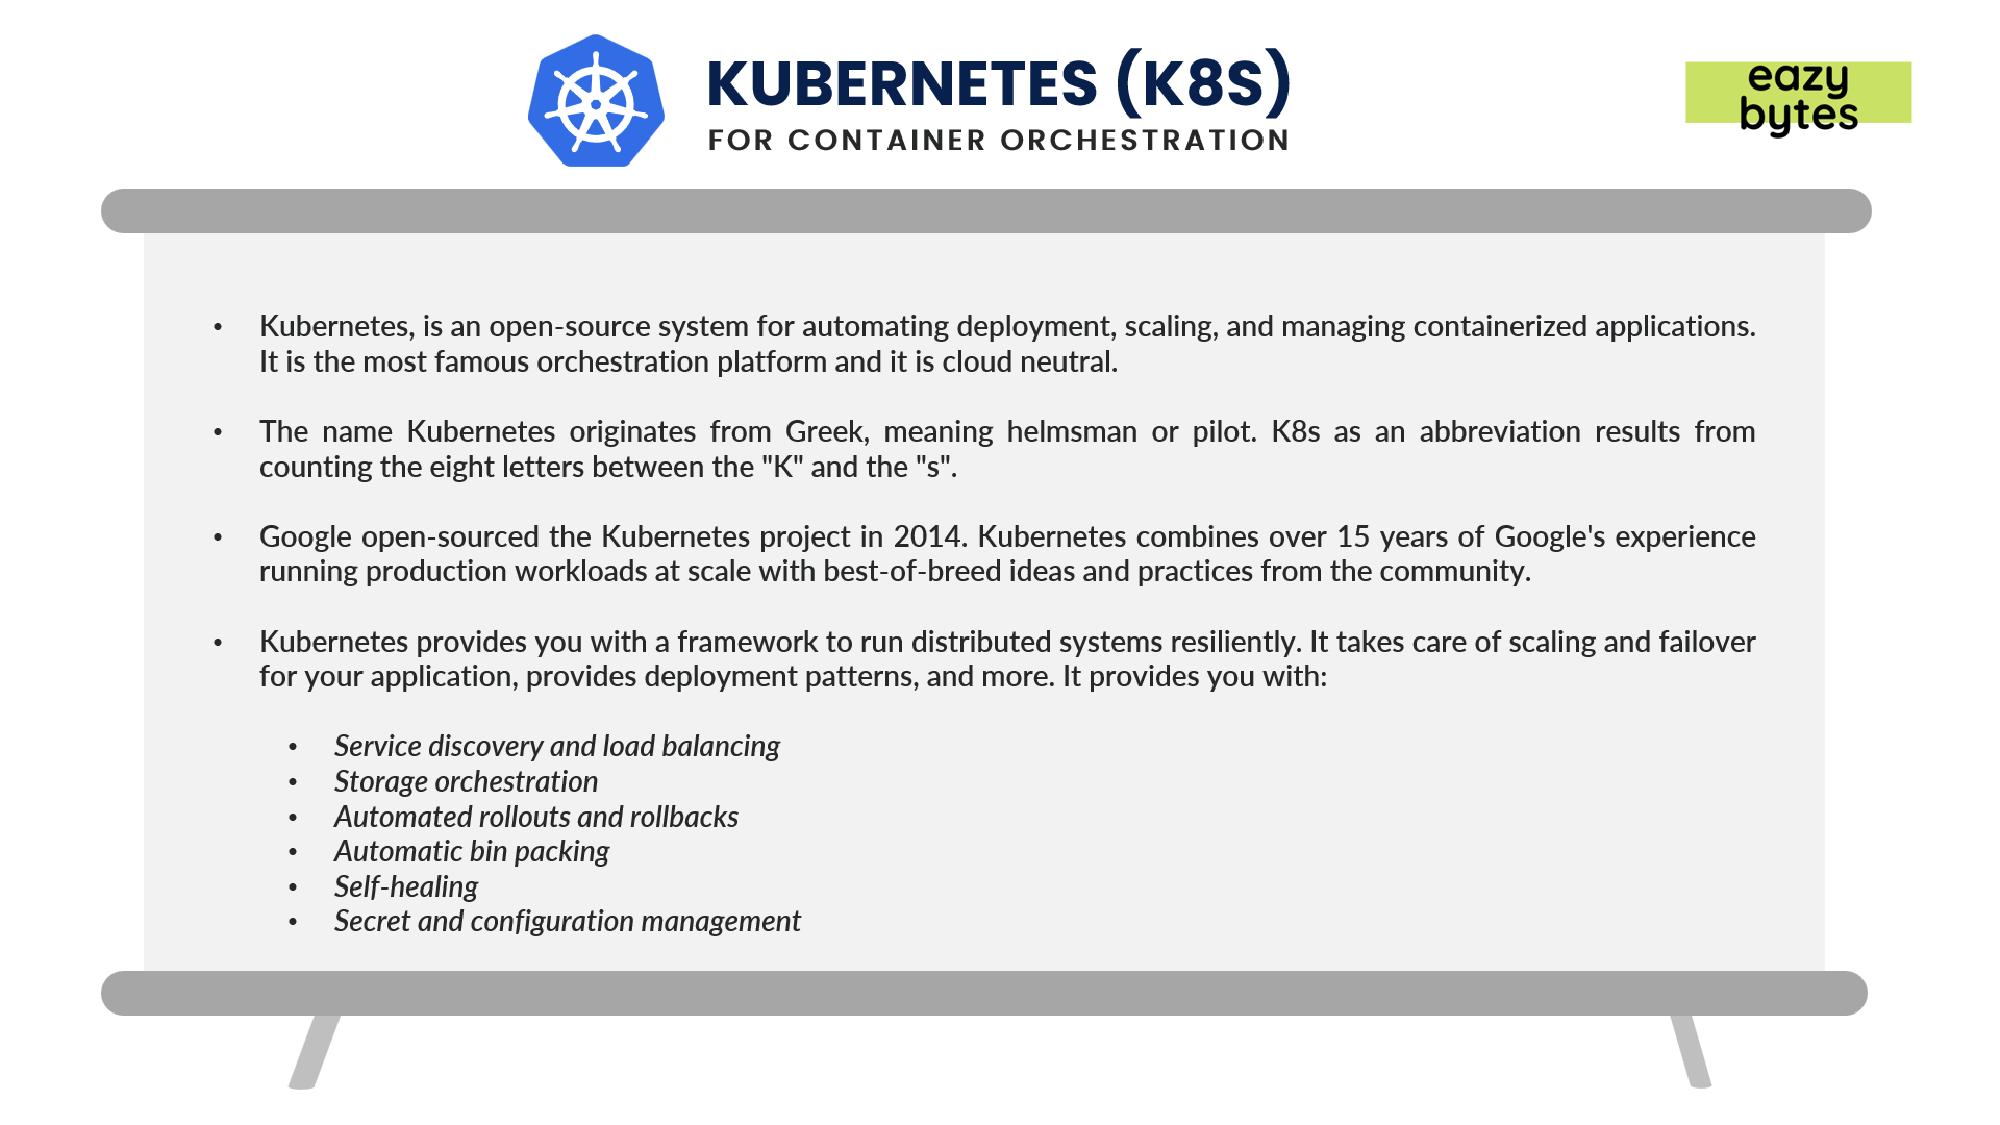 KUBERNETES (K8S)
FOR CONTAINER ORCHESTRATION
eazy
bytes
• Kubernetes, is an open-source system for automating deployment, scaling, and managing containerized applications.
It is the most famous orchestration platform and it is cloud neutral.
• The name Kubernetes originates from Greek, meaning helmsman or pilot. K8s as an abbreviation results from
counting the eight letters between the "K" and the "s".
• Google open-sourced the Kubernetes project in 2014. Kubernetes combines over 15 years of Google's experience
running production workloads at scale with best-of-breed ideas and practices from the community.
• Kubernetes provides you with a framework to run distributed systems resiliently. It takes care of scaling and failover
for your application, provides deployment patterns, and more. It provides you with:
• Service discovery and load balancing
• Storage orchestration
• Automated rollouts and rollbacks
• Automatic bin packing
• Self-healing
• Secret and configuration management